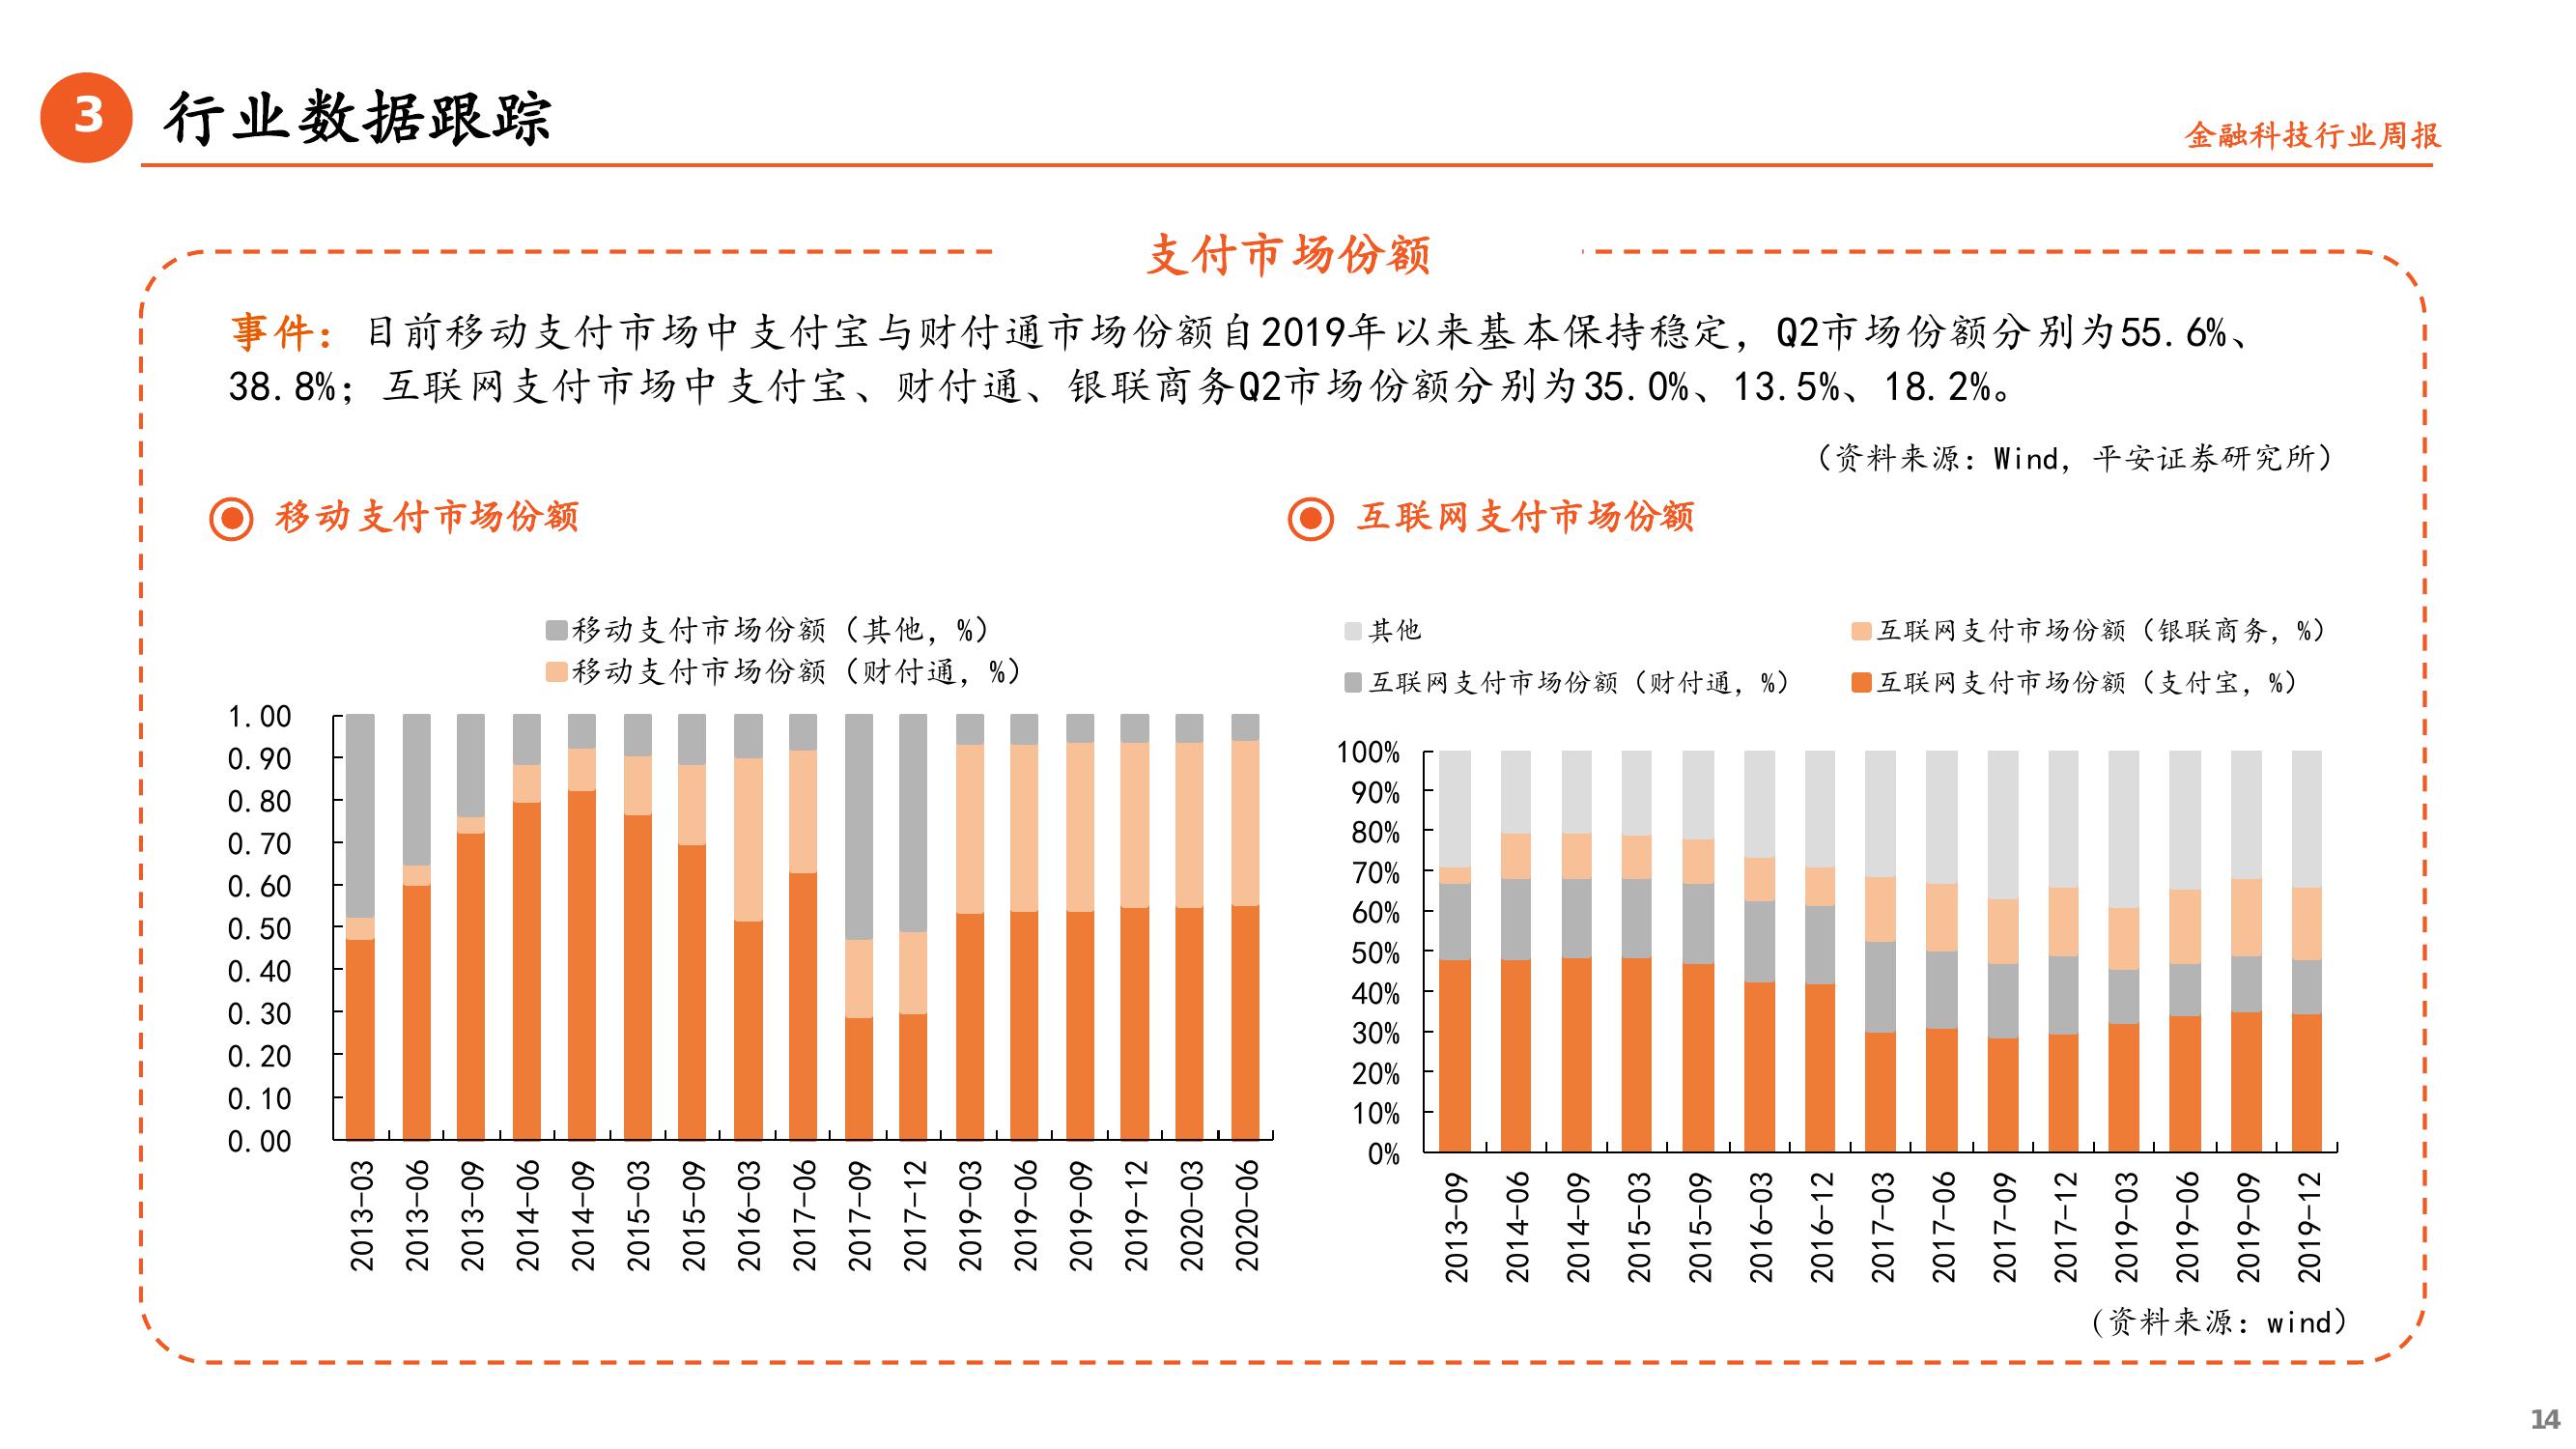 3 行业数据跟踪
金融科技行业周报
支付市场份额
事件：目前移动支付市场中支付宝与财付通市场份额自2019年以来基本保持稳定，Q2市场份额分别为55.6%、
38.8%；互联网支付市场中支付宝、财付通、银联商务Q2市场份额分别为35.0%、13.5%、18.2%。
（资料来源：Wind，平安证券研究所）
移动支付市场份额
移动支付市场份额（其他，%）
移动支付市场份额（财付通，%）
1.00
0.90
0.80
0.70
0.60
0.50
0.40
0.30
0.20
0.10
0.00
2013-03 2013-06 2013-09 2014-06 2014-09 2015-03 2015-09 2016-03 2017-06 2017-09 2017-12 2019-03 2019-06 2019-09 2019-12 2020-03 2020-06
互联网支付市场份额
其他 互联网支付市场份额（银联商务，%）
互联网支付市场份额（财付通，%） 互联网支付市场份额（支付宝，%）
100%
90%
80%
70%
60%
50%
40%
30%
20%
10%
0%
2013-09 2014-06 2014-09 2015-03 2015-09 2016-03 2016-12 2017-03 2017-06 2017-09 2017-12 2019-03 2019-06 2019-09 2019-12
（资料来源：wind）
14